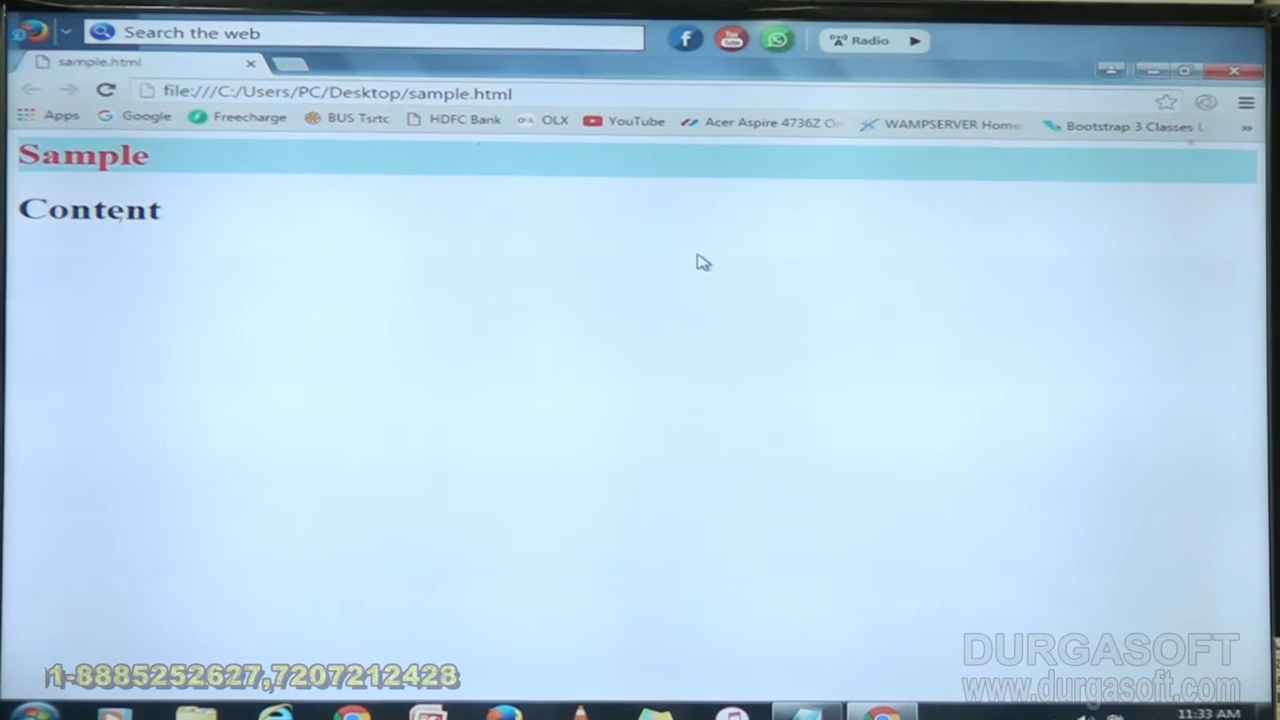 Search the web
f
You Tube
Radio
sample.html
file:///C:/Users/PC/Desktop/sample.html
Apps
Google
Freecharge
BUS Tsrtc
HDFC Bank
OLX
YouTube
Acer Aspire 4736Z
WAMPSERVER Home
Bootstrap 3 Classes
»
Sample
Content
1-8885252627,7207212428
DURGASOFT
www.durgasoft.com
11:33 AM